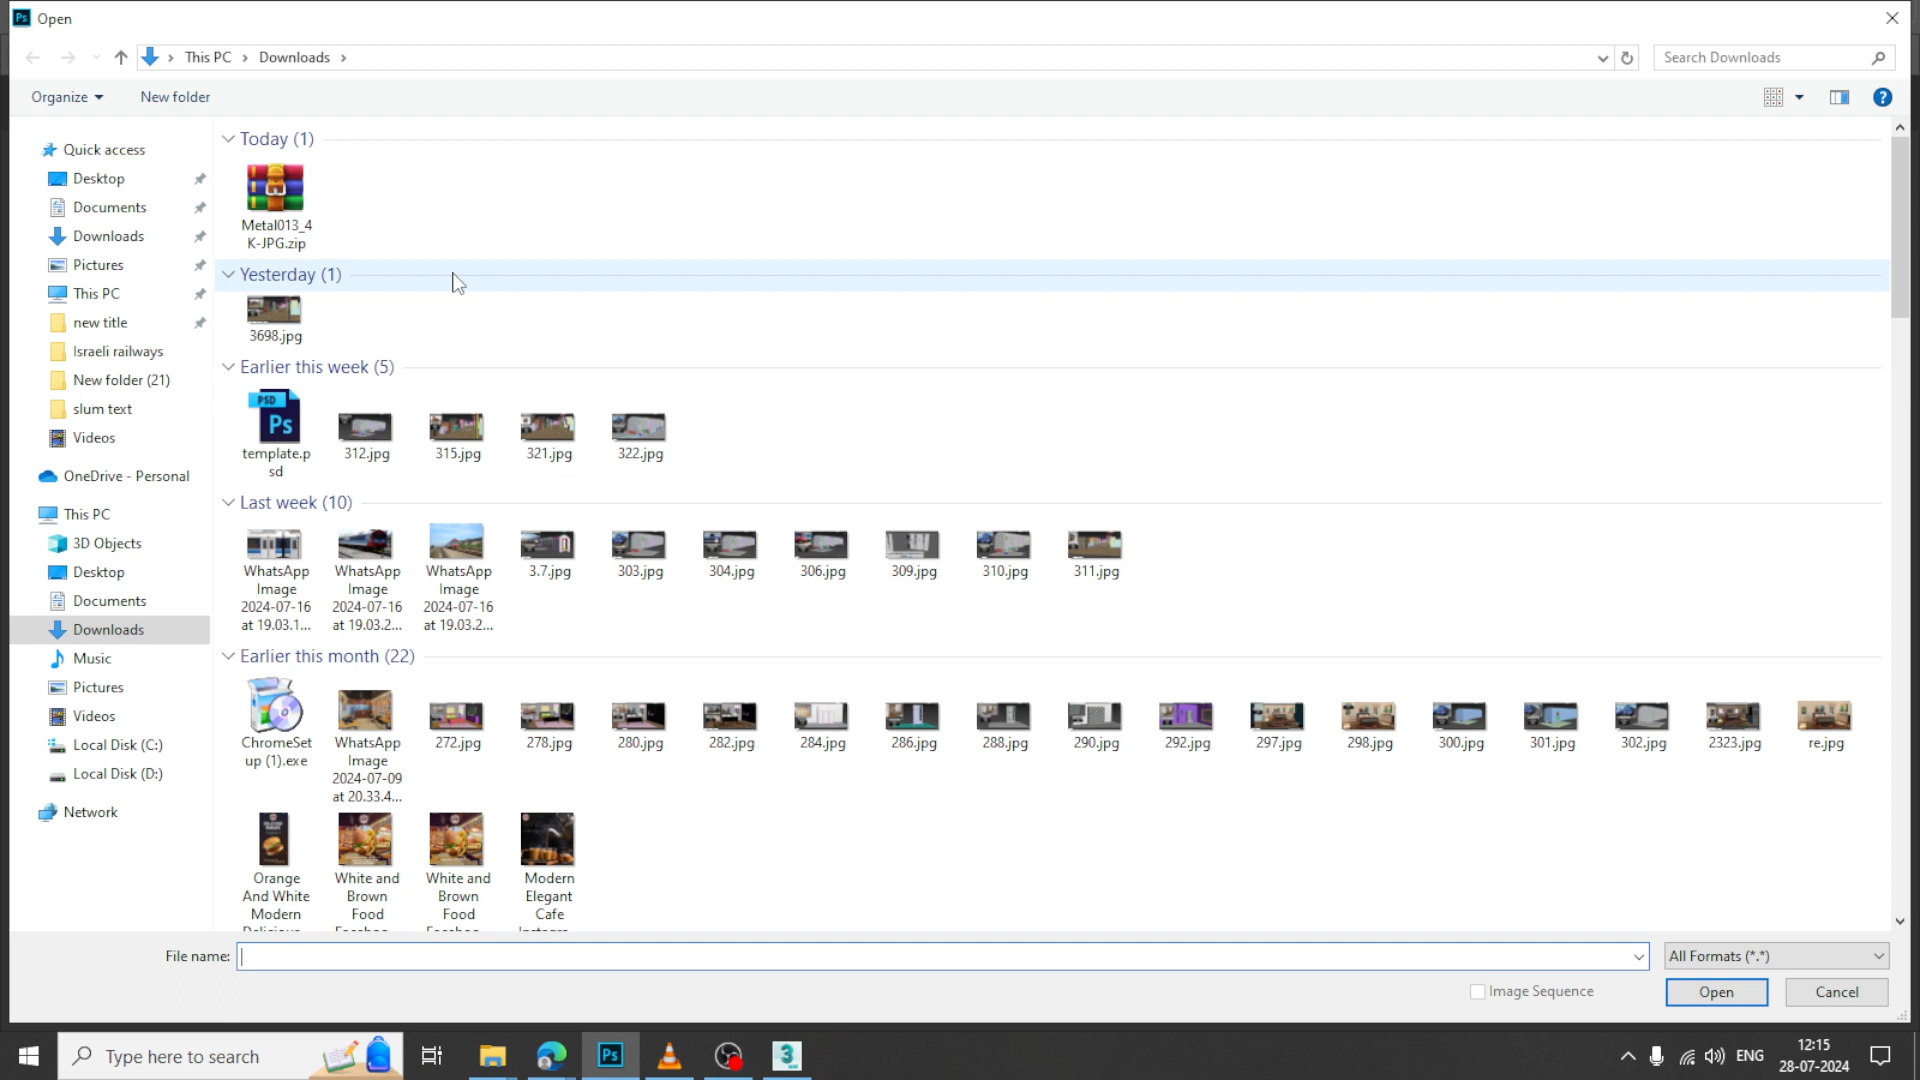 Ps Open
This PC > Downloads >
Search Downloads
Organize
New folder
Quick access
Desktop
Documents
Downloads
Pictures
This PC
new title
Israeli railways
New folder (21)
slum text
Videos
OneDrive - Personal
This PC
3D Objects
Desktop
Documents
Downloads
Music
Pictures
Videos
Local Disk (C:)
Local Disk (D:)
Network
Today (1)
Metal013_4
K-JPG.zip
Yesterday (1)
3698.jpg
Earlier this week (5)
PSD
Ps
template.p
sd
312.jpg
315.jpg
321.jpg
322.jpg
Last week (10)
WhatsApp
Image
2024-07-16
at 19.03.1...
WhatsApp
Image
2024-07-16
at 19.03.2...
WhatsApp
Image
2024-07-16
at 19.03.2...
3.7.jpg
303.jpg
304.jpg
306.jpg
309.jpg
310.jpg
311.jpg
Earlier this month (22)
ChromeSet
up (1).exe
WhatsApp
Image
2024-07-09
at 20.33.4...
272.jpg
278.jpg
280.jpg
282.jpg
284.jpg
286.jpg
288.jpg
290.jpg
292.jpg
297.jpg
298.jpg
300.jpg
301.jpg
302.jpg
2323.jpg
re.jpg
Orange
And White
Modern
White and
Brown
Food
White and
Brown
Food
Modern
Elegant
Cafe
File name:
All Formats (*.*)
Image Sequence
Open
Cancel
Type here to search
Ps
3
ENG
12:15
28-07-2024